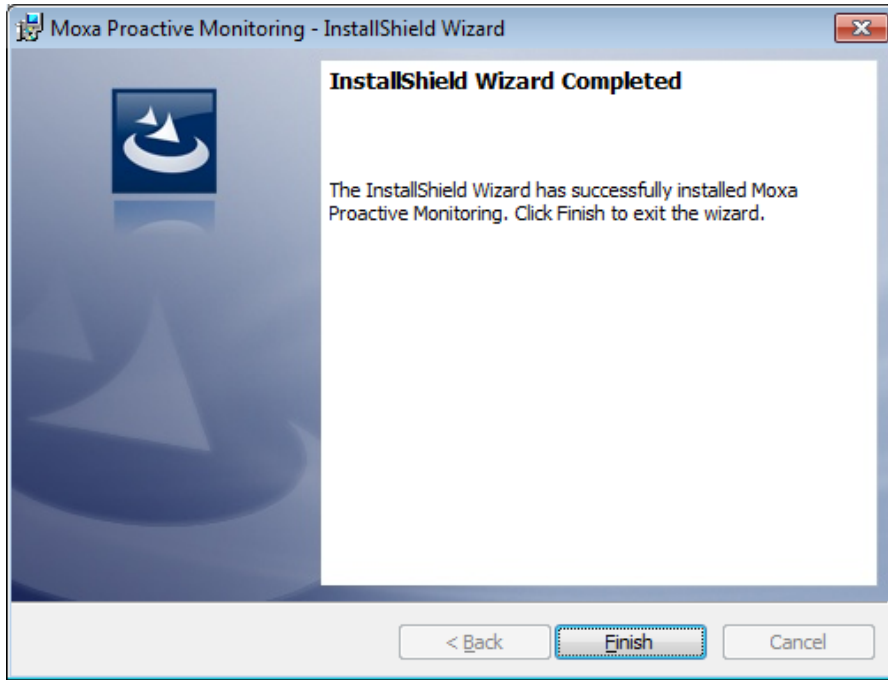 Moxa Proactive Monitoring - InstallShield Wizard
InstallShield Wizard Completed
The InstallShield Wizard has successfully installed Moxa
Proactive Monitoring. Click Finish to exit the wizard.
< Back
Finish
Cancel